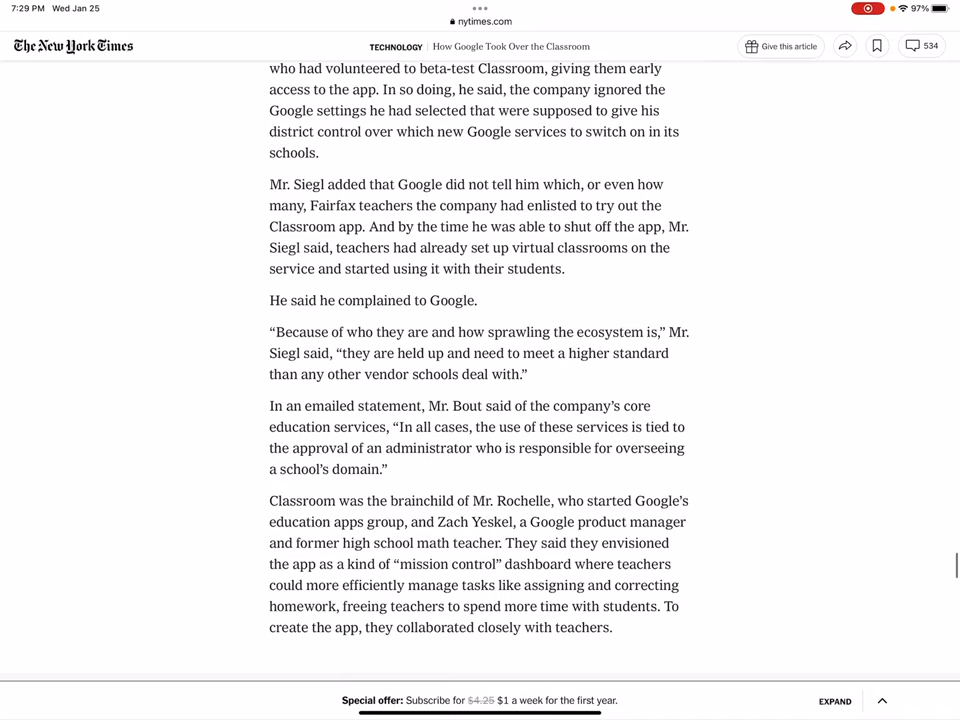 7:29 PM Wed Jan 25
97%
nytimes.com
The New York Times
TECHNOLOGY | How Google Took Over the Classroom
Give this article
534
who had volunteered to beta-test Classroom, giving them early
access to the app. In so doing, he said, the company ignored the
Google settings he had selected that were supposed to give his
district control over which new Google services to switch on in its
schools.
Mr. Siegl added that Google did not tell him which, or even how
many, Fairfax teachers the company had enlisted to try out the
Classroom app. And by the time he was able to shut off the app, Mr.
Siegl said, teachers had already set up virtual classrooms on the
service and started using it with their students.
He said he complained to Google.
“Because of who they are and how sprawling the ecosystem is,” Mr.
Siegl said, “they are held up and need to meet a higher standard
than any other vendor schools deal with.”
In an emailed statement, Mr. Bout said of the company’s core
education services, “In all cases, the use of these services is tied to
the approval of an administrator who is responsible for overseeing
a school’s domain.”
Classroom was the brainchild of Mr. Rochelle, who started Google’s
education apps group, and Zach Yeskel, a Google product manager
and former high school math teacher. They said they envisioned
the app as a kind of “mission control” dashboard where teachers
could more efficiently manage tasks like assigning and correcting
homework, freeing teachers to spend more time with students. To
create the app, they collaborated closely with teachers.
Special offer: Subscribe for $4.25 $1 a week for the first year.
EXPAND